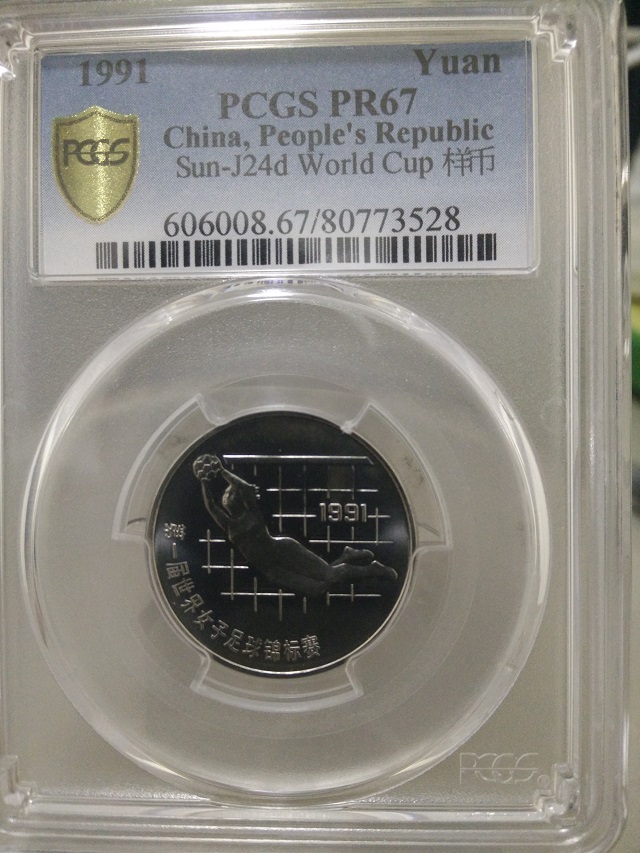 1991
Yuan
PCGS PR67
China, People's Republic
Sun-J24d World Cup 样币
606008.67/80773528
PCGS
1991
第一届世界女子足球锦标赛
PCGS